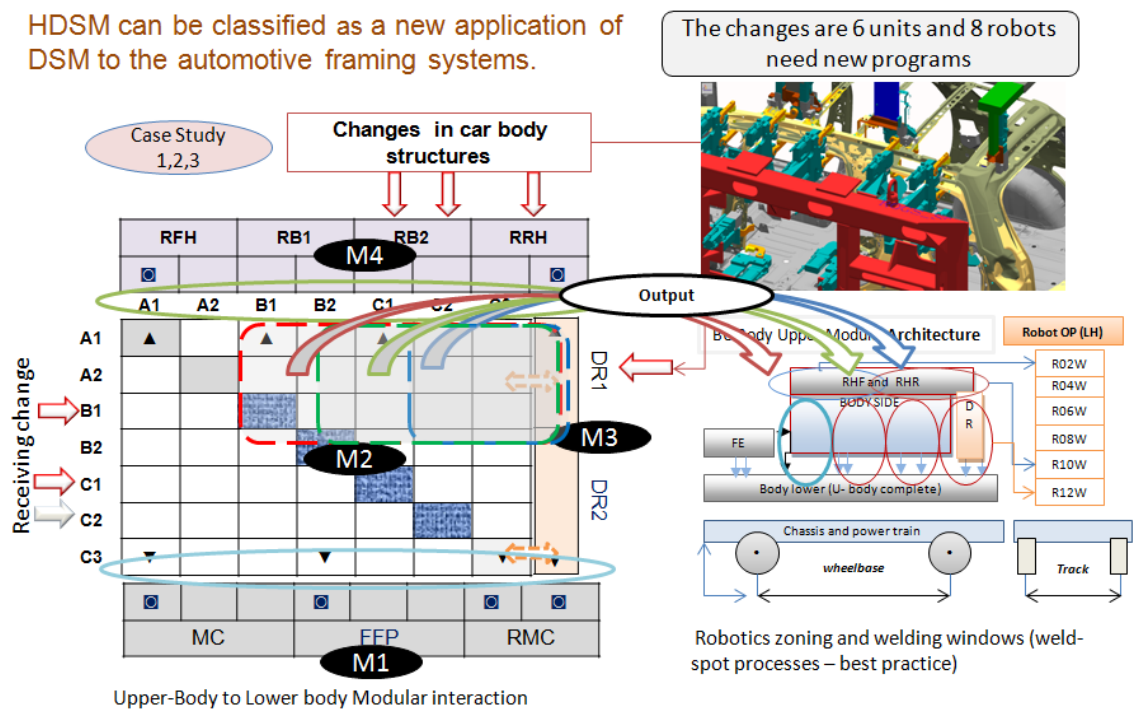 HDSM can be classified as a new application of
DSM to the automotive framing systems.
The changes are 6 units and 8 robots
need new programs
Case Study
1,2,3
Changes in car body
structures
RFH RB1 RB2 RRH
M4
A1 A2 B1 B2 C1 C2
Output
A1
A2
B1
B2
C1
C2
C3
Receiving change
DR1
DR2
M2
M3
Body Upper Modular Architecture
Robot OP (LH)
R02W
R04W
R06W
R08W
R10W
R12W
RHF and RHR
BODY SIDE
D
R
FE
Body lower (U- body complete)
Chassis and power train
wheelbase
Track
MC FFP RMC
M1
Robotics zoning and welding windows (weld-
spot processes – best practice)
Upper-Body to Lower body Modular interaction